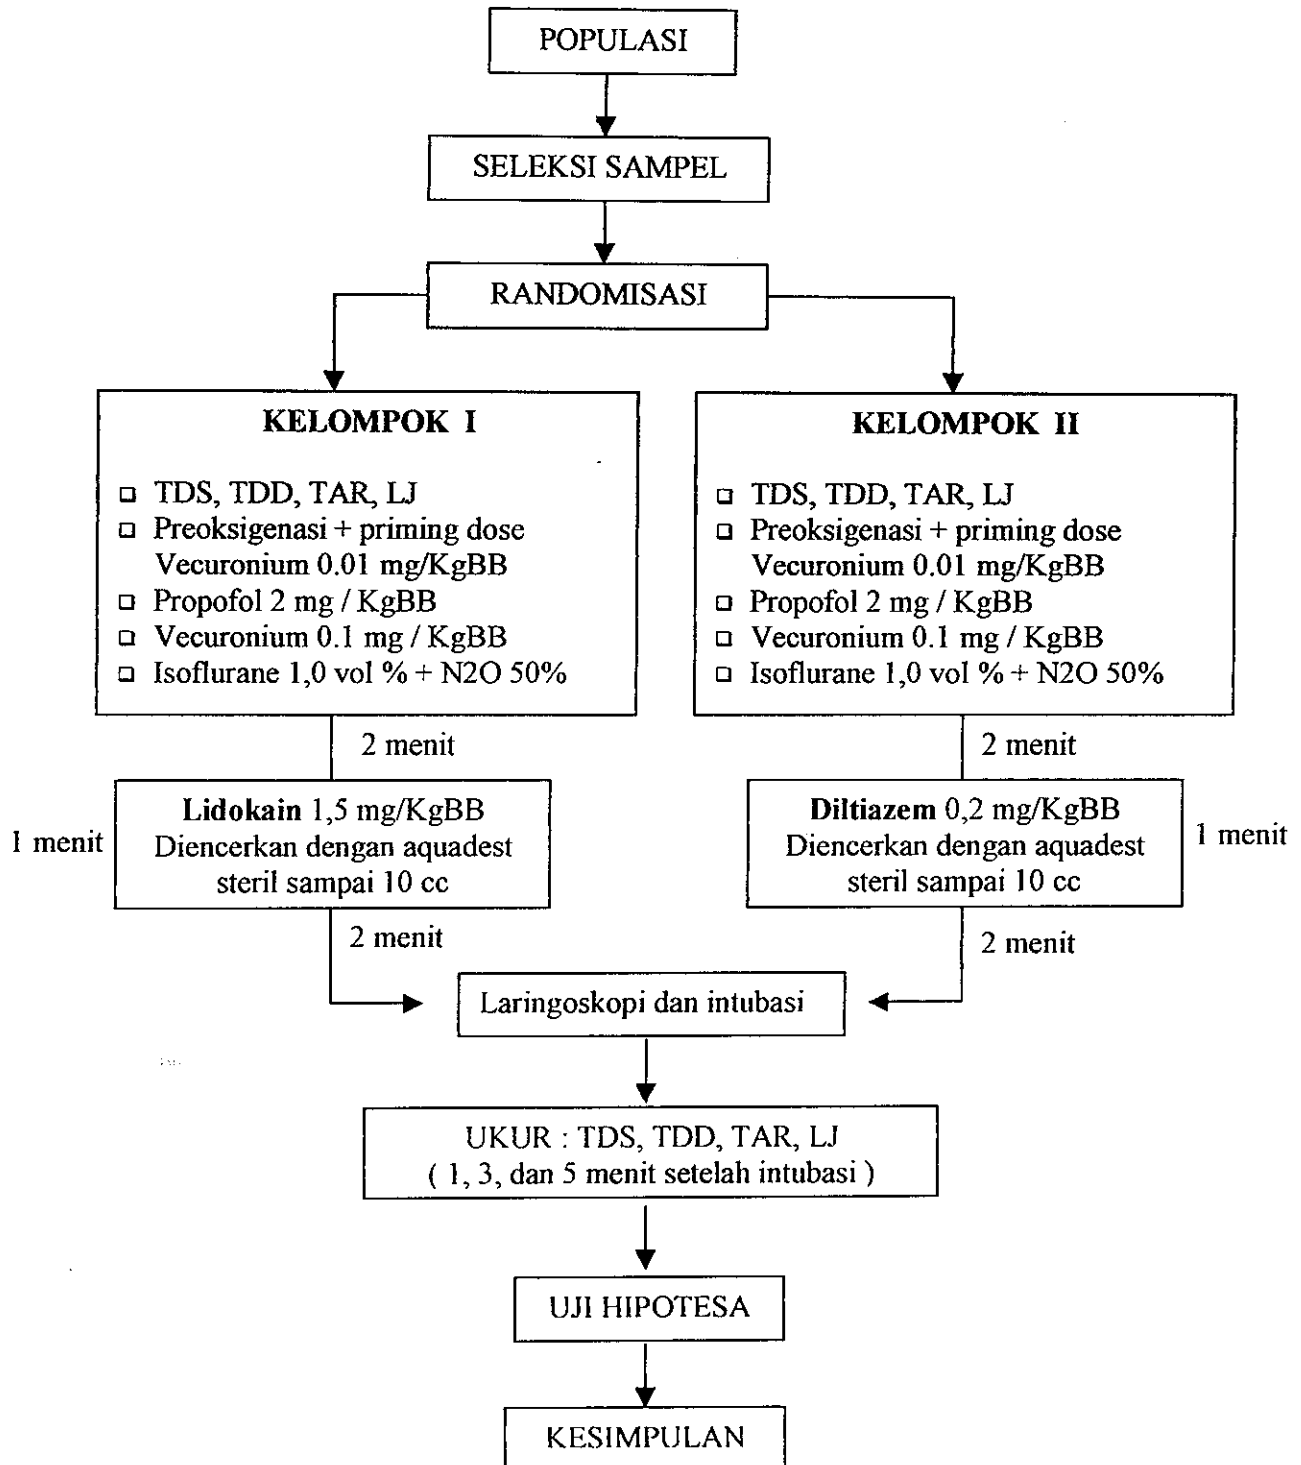 POPULASI
SELEKSI SAMPEL
RANDOMISASI
KELOMPOK I
TDS, TDD, TAR, LJ
Preoksigenasi + priming dose
Vecuronium 0.01 mg/KgBB
Propofol 2 mg / KgBB
Vecuronium 0.1 mg / KgBB
Isoflurane 1,0 vol % + N2O 50%
KELOMPOK II
TDS, TDD, TAR, LJ
Preoksigenasi + priming dose
Vecuronium 0.01 mg/KgBB
Propofol 2 mg / KgBB
Vecuronium 0.1 mg / KgBB
Isoflurane 1,0 vol % + N2O 50%
2 menit
2 menit
1 menit
Lidokain 1,5 mg/KgBB
Diencerkan dengan aquadest
steril sampai 10 cc
Diltiazem 0,2 mg/KgBB
Diencerkan dengan aquadest
steril sampai 10 cc
1 menit
2 menit
2 menit
Laringoskopi dan intubasi
UKUR : TDS, TDD, TAR, LJ
( 1, 3, dan 5 menit setelah intubasi )
UJI HIPOTESA
KESIMPULAN